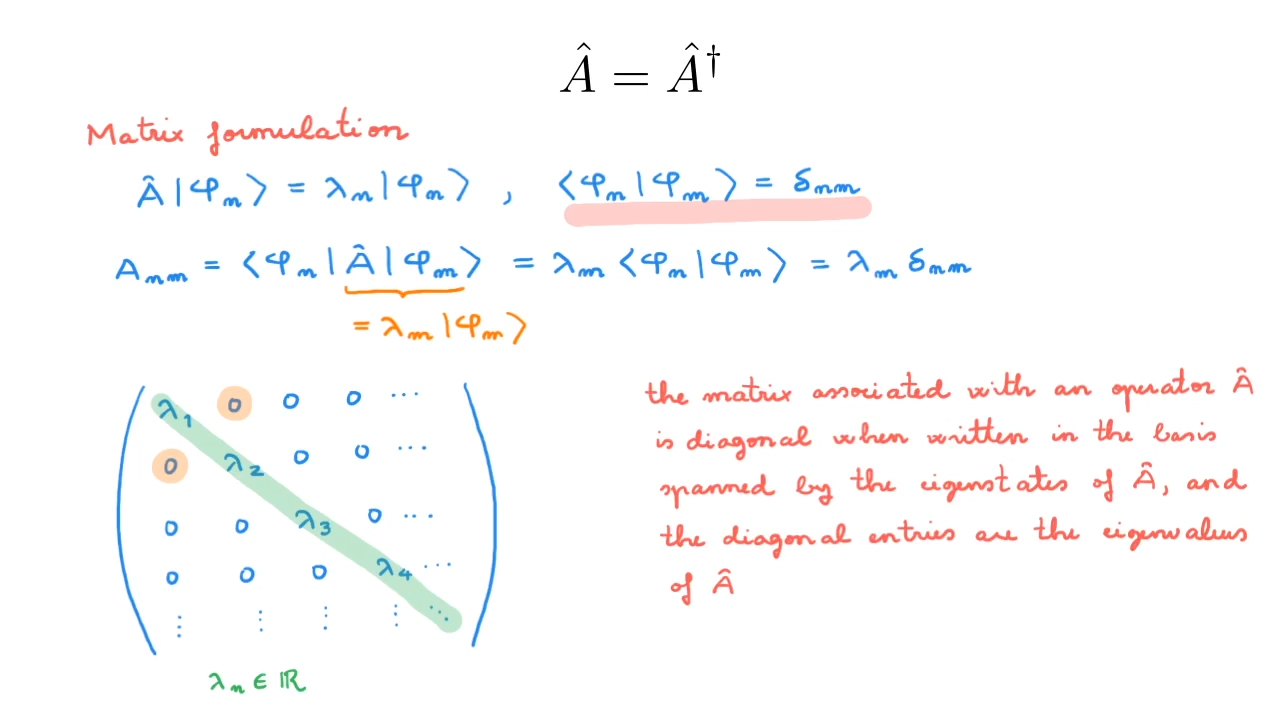 Â = Â†
Matrix formulation
Â|φₙ⟩ = λₙ|φₙ⟩ , ⟨φₙ|φₘ⟩ = δₙₘ
Aₙₘ = ⟨φₙ|Â|φₘ⟩ = λₘ⟨φₙ|φₘ⟩ = λₘ δₙₘ
= λₘ|φₘ⟩
λ₁ 0 0 0 ⋯
0 λ₂ 0 0 ⋯
0 0 λ₃ 0 ⋯
0 0 0 λ₄ ⋯
⋮ ⋮ ⋮ ⋮ ⋱
λₙ ∈ ℝ
the matrix associated with an operator Â
is diagonal when written in the basis
spanned by the eigenstates of Â, and
the diagonal entries are the eigenvalues
of Â